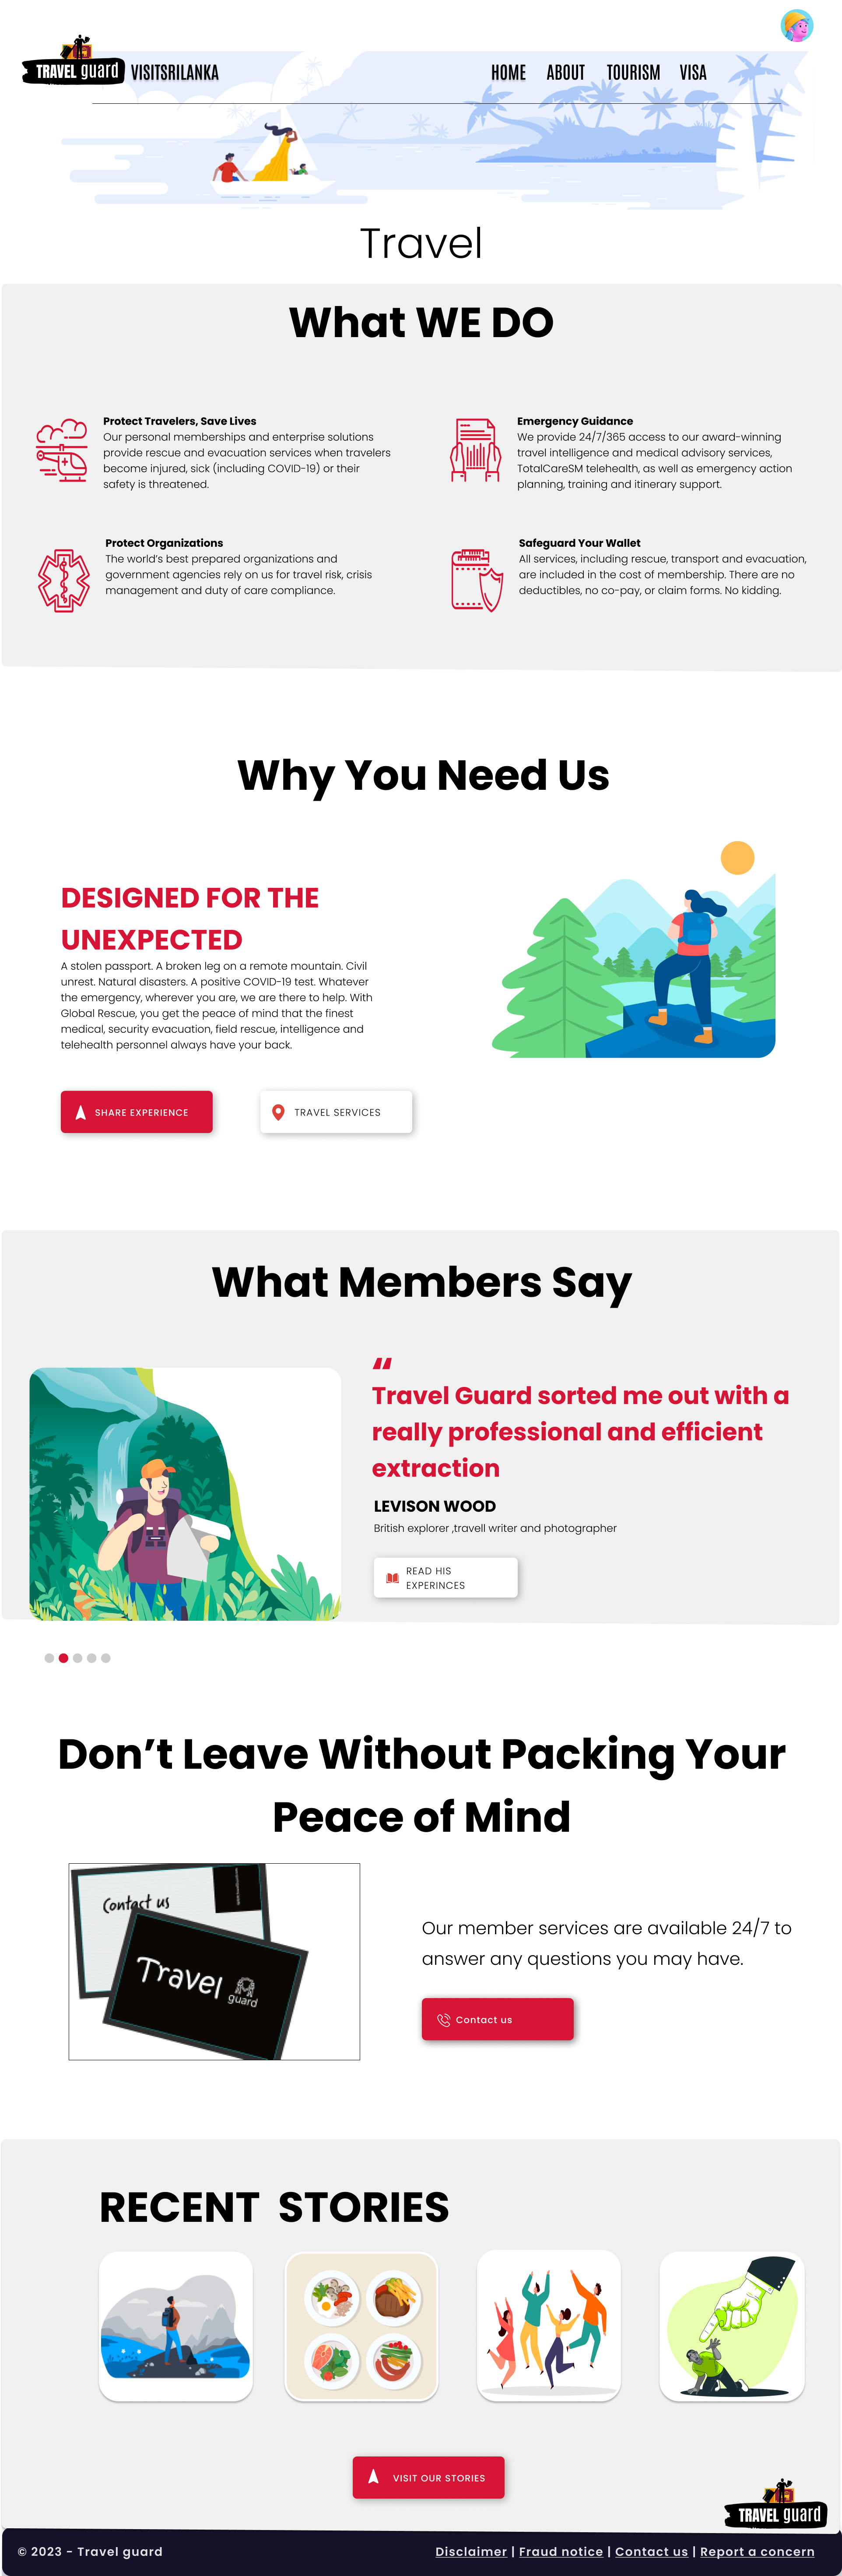 TRAVEL guard
VISITSRILANKA
HOME ABOUT TOURISM VISA
Travel
What WE DO
Protect Travelers, Save Lives
Our personal memberships and enterprise solutions
provide rescue and evacuation services when travelers
become injured, sick (including COVID-19) or their
safety is threatened.
Emergency Guidance
We provide 24/7/365 access to our award-winning
travel intelligence and medical advisory services,
TotalCareSM telehealth, as well as emergency action
planning, training and itinerary support.
Protect Organizations
The world’s best prepared organizations and
government agencies rely on us for travel risk, crisis
management and duty of care compliance.
Safeguard Your Wallet
All services, including rescue, transport and evacuation,
are included in the cost of membership. There are no
deductibles, no co-pay, or claim forms. No kidding.
Why You Need Us
DESIGNED FOR THE
UNEXPECTED
A stolen passport. A broken leg on a remote mountain. Civil
unrest. Natural disasters. A positive COVID-19 test. Whatever
the emergency, wherever you are, we are there to help. With
Global Rescue, you get the peace of mind that the finest
medical, security evacuation, field rescue, intelligence and
telehealth personnel always have your back.
SHARE EXPERIENCE
TRAVEL SERVICES
What Members Say
“
Travel Guard sorted me out with a
really professional and efficient
extraction
LEVISON WOOD
British explorer ,travell writer and photographer
READ HIS
EXPERINCES
Don’t Leave Without Packing Your
Peace of Mind
Contact us
Travel
guard
Our member services are available 24/7 to
answer any questions you may have.
Contact us
RECENT STORIES
VISIT OUR STORIES
TRAVEL guard
© 2023 - Travel guard
Disclaimer | Fraud notice | Contact us | Report a concern